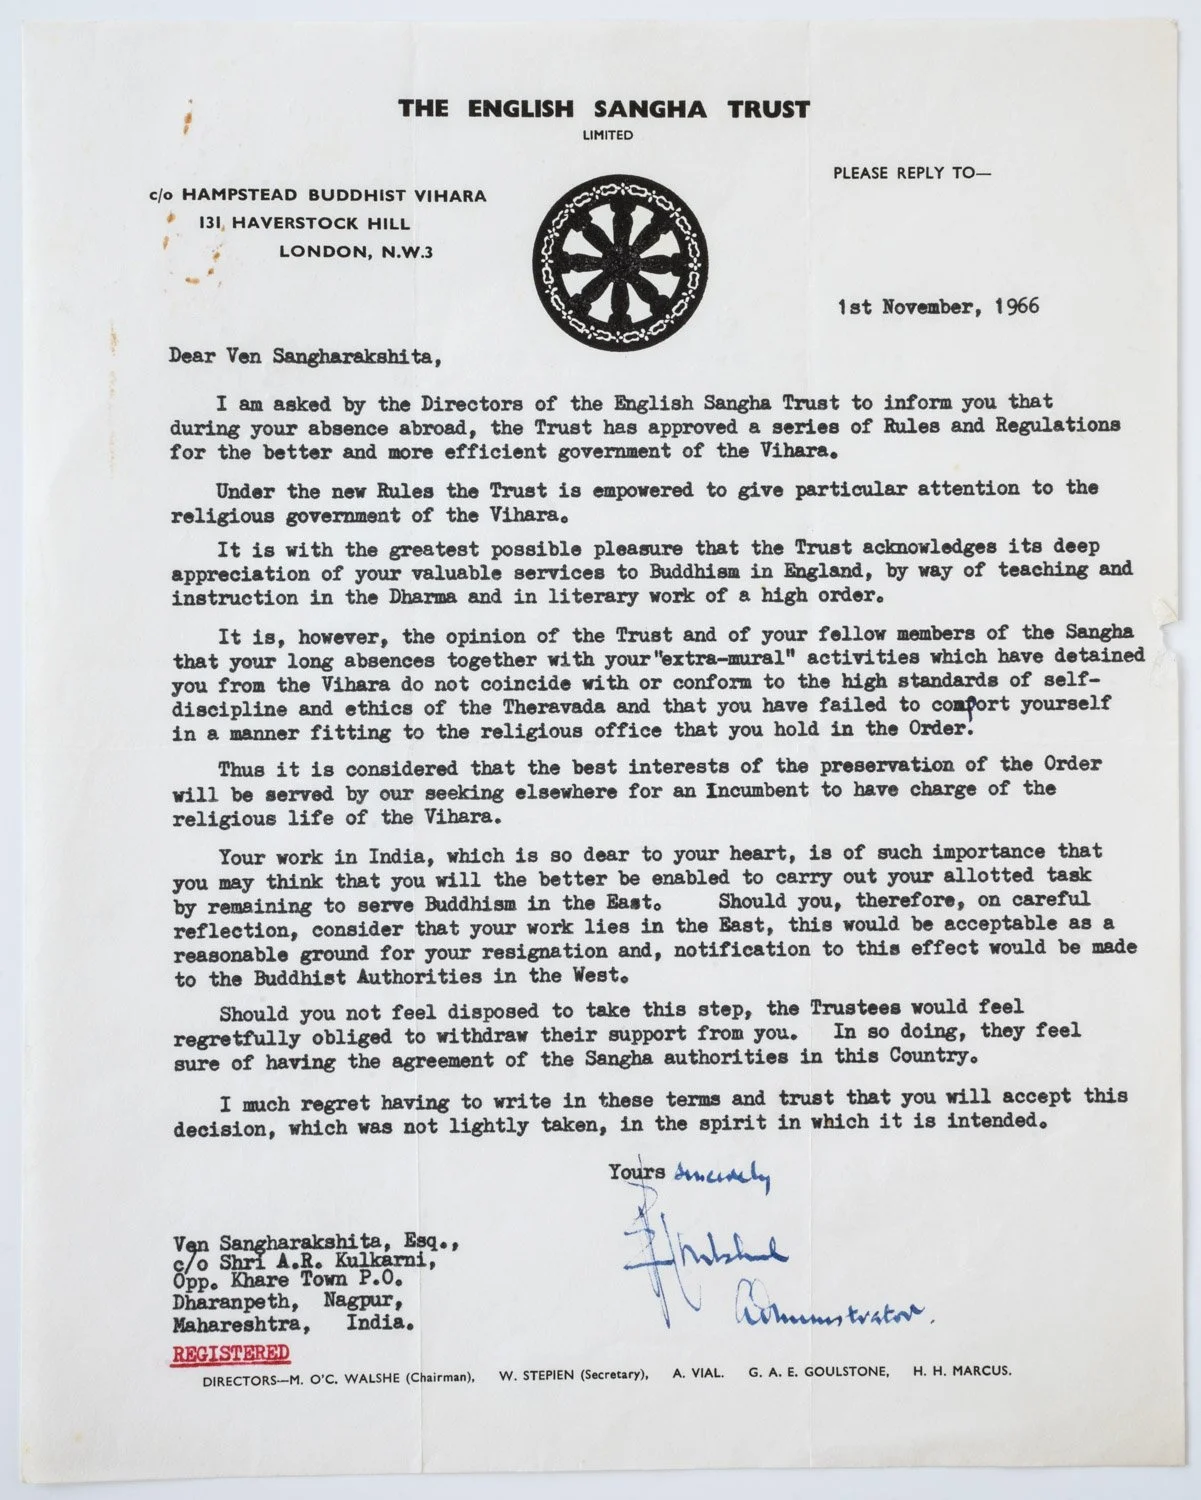 THE ENGLISH SANGHA TRUST
LIMITED
c/o HAMPSTEAD BUDDHIST VIHARA
131, HAVERSTOCK HILL
LONDON, N.W.3
PLEASE REPLY TO—
1st November, 1966
Dear Ven Sangharakshita,
I am asked by the Directors of the English Sangha Trust to inform you that
during your absence abroad, the Trust has approved a series of Rules and Regulations
for the better and more efficient government of the Vihara.
Under the new Rules the Trust is empowered to give particular attention to the
religious government of the Vihara.
It is with the greatest possible pleasure that the Trust acknowledges its deep
appreciation of your valuable services to Buddhism in England, by way of teaching and
instruction in the Dharma and in literary work of a high order.
It is, however, the opinion of the Trust and of your fellow members of the Sangha
that your long absences together with your "extra-mural" activities which have detained
you from the Vihara do not coincide with or conform to the high standards of self-
discipline and ethics of the Theravada and that you have failed to comport yourself
in a manner fitting to the religious office that you hold in the Order.
Thus it is considered that the best interests of the preservation of the Order
will be served by our seeking elsewhere for an Incumbent to have charge of the
religious life of the Vihara.
Your work in India, which is so dear to your heart, is of such importance that
you may think that you will the better be enabled to carry out your allotted task
by remaining to serve Buddhism in the East. Should you, therefore, on careful
reflection, consider that your work lies in the East, this would be acceptable as a
reasonable ground for your resignation and, notification to this effect would be made
to the Buddhist Authorities in the West.
Should you not feel disposed to take this step, the Trustees would feel
regretfully obliged to withdraw their support from you. In so doing, they feel
sure of having the agreement of the Sangha authorities in this Country.
I much regret having to write in these terms and trust that you will accept this
decision, which was not lightly taken, in the spirit in which it is intended.
Yours sincerely
Administrator.
Ven Sangharakshita, Esq.,
c/o Shri A.R. Kulkarni,
Opp. Khare Town P.O.
Dharanpeth, Nagpur,
Mahareshtra, India.
REGISTERED
DIRECTORS—M. O'C. WALSHE (Chairman), W. STEPIEN (Secretary), A. VIAL. G. A. E. GOULSTONE, H. H. MARCUS.